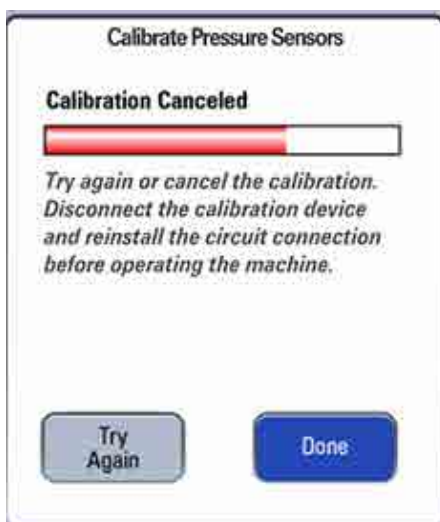 Calibrate Pressure Sensors
Calibration Canceled
Try again or cancel the calibration.
Disconnect the calibration device
and reinstall the circuit connection
before operating the machine.
Try
Again
Done